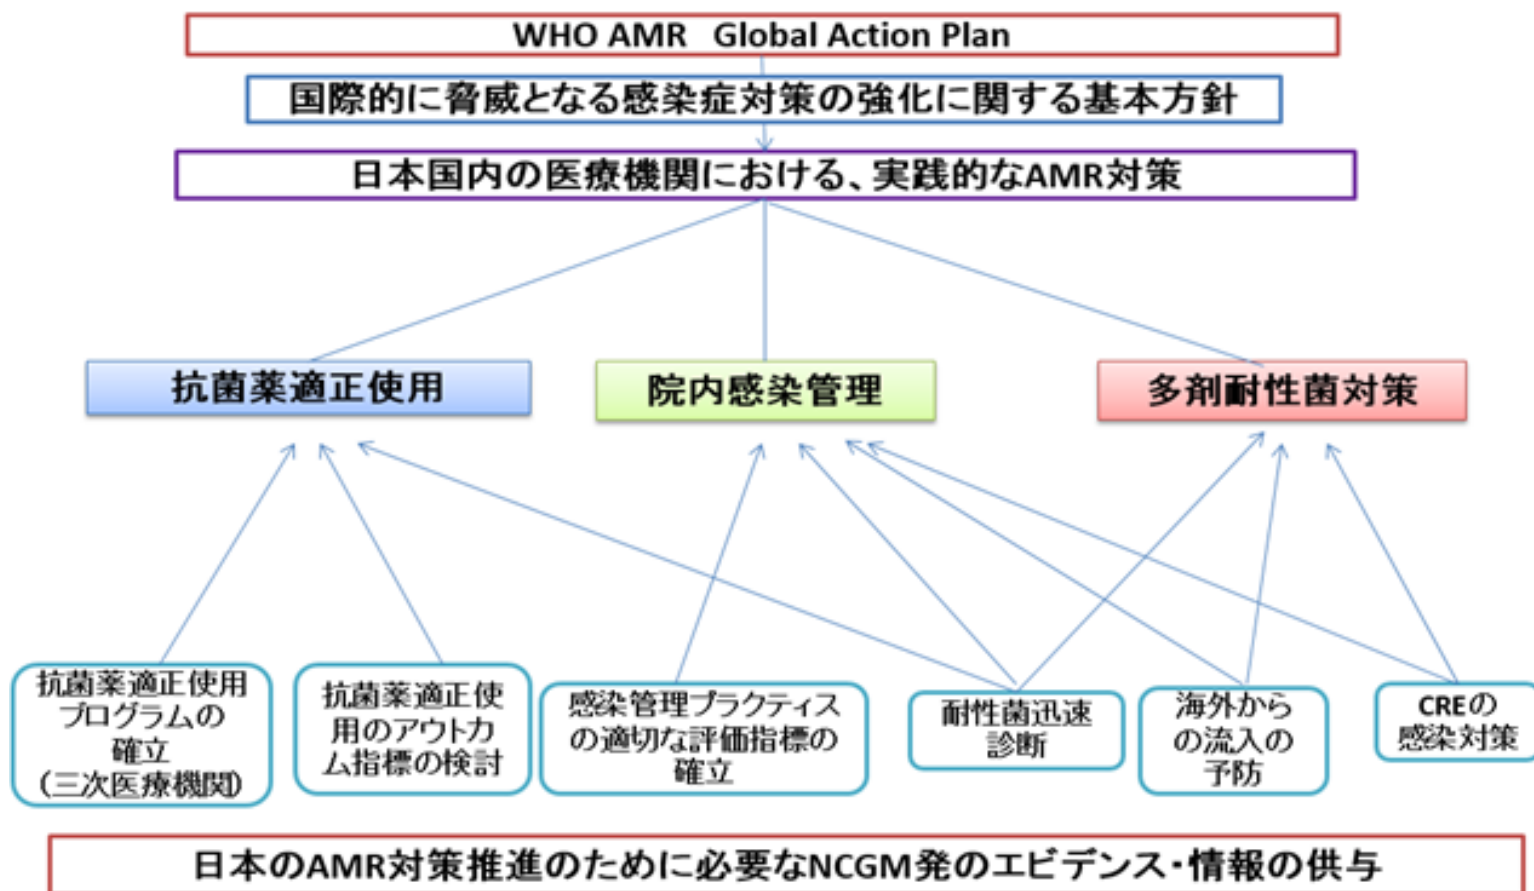 WHO AMR Global Action Plan
国際的に脅威となる感染症対策の強化に関する基本方針
日本国内の医療機関における、実践的なAMR対策
抗菌薬適正使用
院内感染管理
多剤耐性菌対策
抗菌薬適正使用
プログラムの
確立
(三次医療機関)
抗菌薬適正使
用のアウトカ
ム指標の検討
感染管理プラクティス
の適切な評価指標の
確立
耐性菌迅速
診断
海外から
の流入の
予防
CREの
感染対策
日本のAMR対策推進のために必要なNCGM発のエビデンス・情報の供与